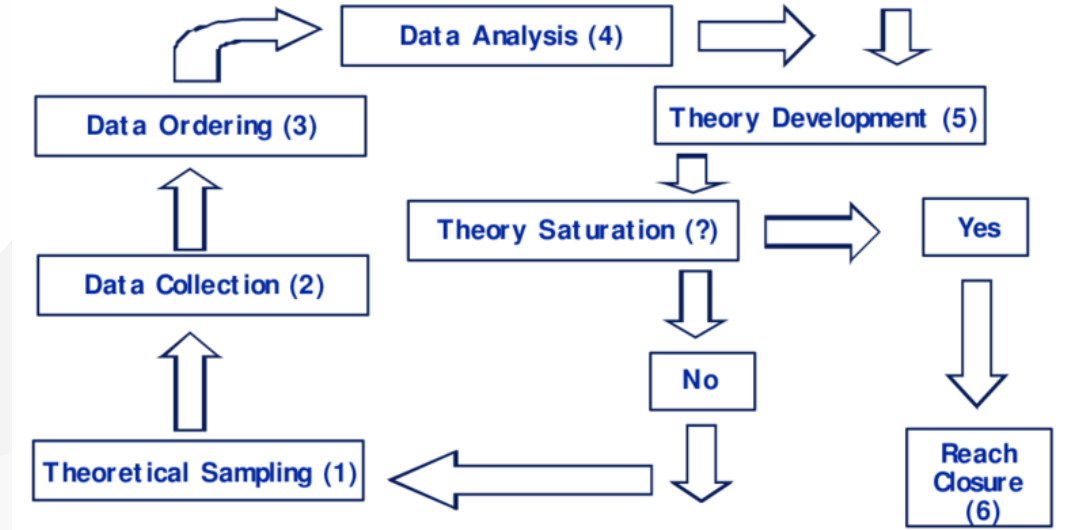 Data Analysis (4)
Data Ordering (3)
Theory Development (5)
Theory Saturation (?)
Yes
Data Collection (2)
No
Theoretical Sampling (1)
Reach
Closure
(6)